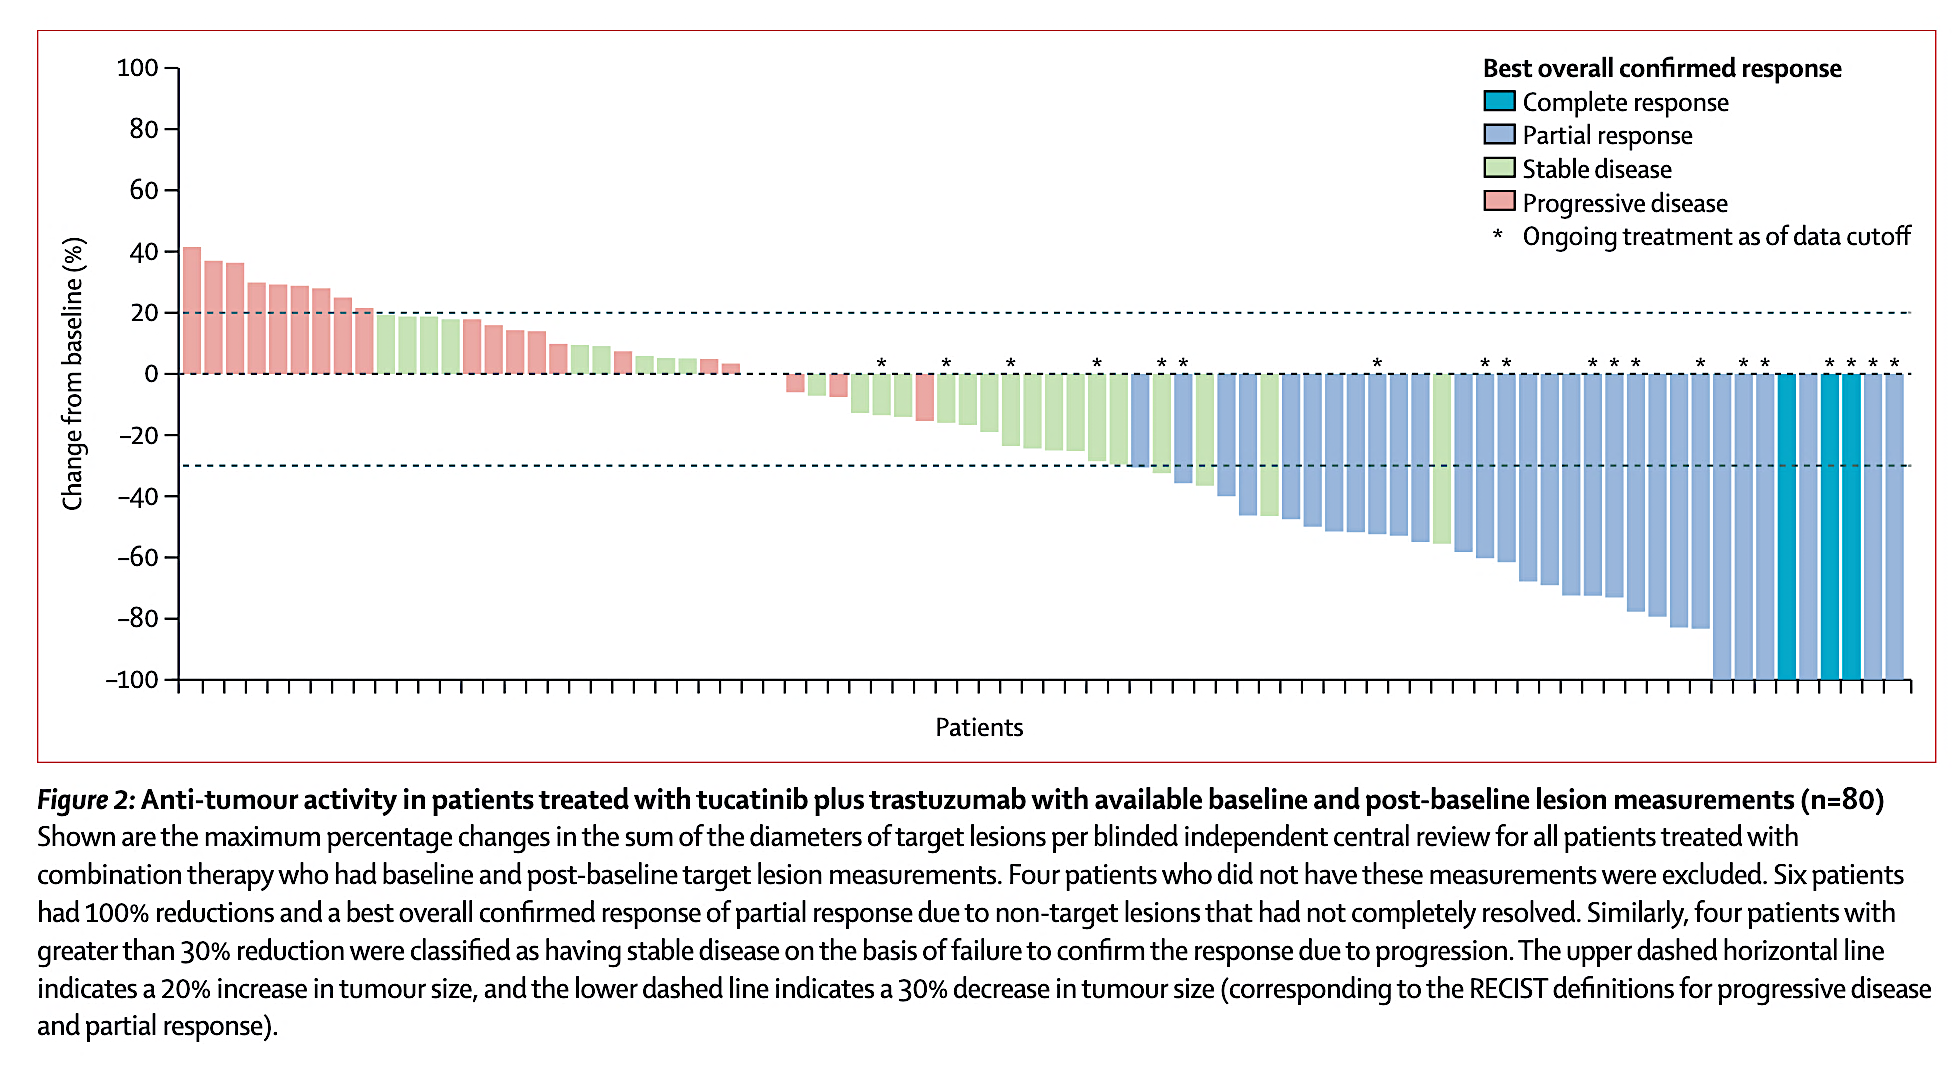 100
80
60
40
20
0
–20
–40
–60
–80
–100
Change from baseline (%)
Patients
Best overall confirmed response
Complete response
Partial response
Stable disease
Progressive disease
* Ongoing treatment as of data cutoff
* * * * * * * * * * * * * * * * * * *
Figure 2: Anti-tumour activity in patients treated with tucatinib plus trastuzumab with available baseline and post-baseline lesion measurements (n=80)
Shown are the maximum percentage changes in the sum of the diameters of target lesions per blinded independent central review for all patients treated with
combination therapy who had baseline and post-baseline target lesion measurements. Four patients who did not have these measurements were excluded. Six patients
had 100% reductions and a best overall confirmed response of partial response due to non-target lesions that had not completely resolved. Similarly, four patients with
greater than 30% reduction were classified as having stable disease on the basis of failure to confirm the response due to progression. The upper dashed horizontal line
indicates a 20% increase in tumour size, and the lower dashed line indicates a 30% decrease in tumour size (corresponding to the RECIST definitions for progressive disease
and partial response).